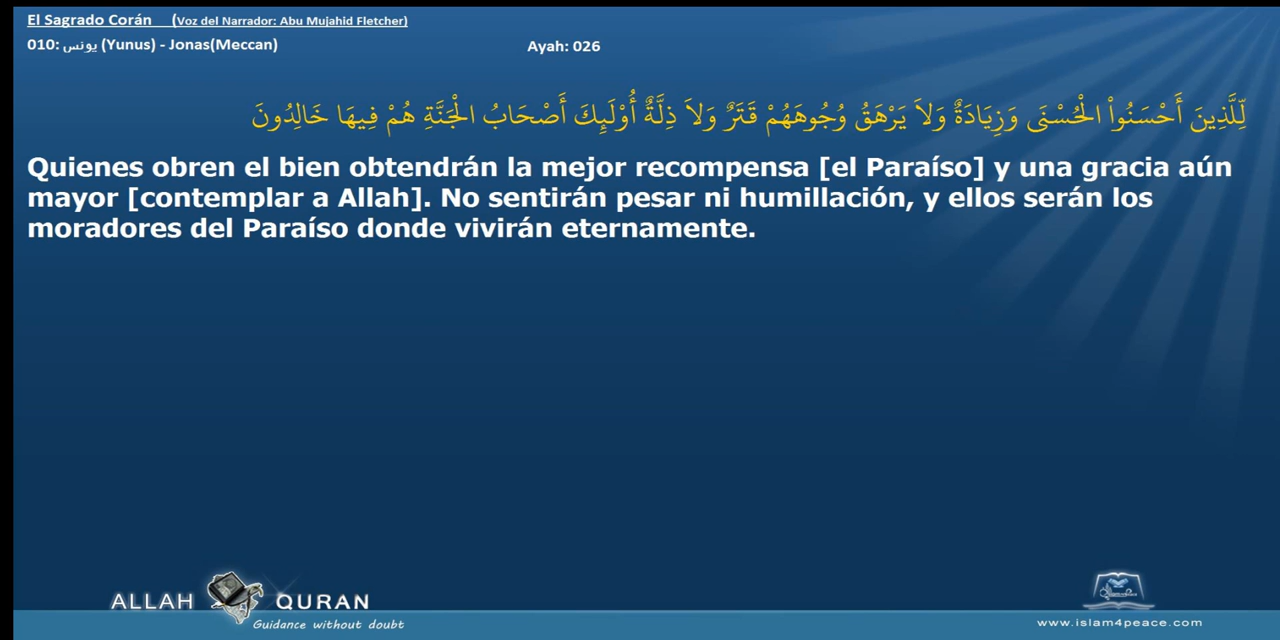 El Sagrado Corán (Voz del Narrador: Abu Mujahid Fletcher)
010: يونس (Yunus) - Jonas(Meccan)
Ayah: 026
لِّلَّذِينَ أَحْسَنُواْ الْحُسْنَى وَزِيَادَةٌ وَلاَ يَرْهَقُ وُجُوهَهُمْ قَتَرٌ وَلاَ ذِلَّةٌ أُوْلَئِكَ أَصْحَابُ الْجَنَّةِ هُمْ فِيهَا خَالِدُونَ
Quienes obren el bien obtendrán la mejor recompensa [el Paraíso] y una gracia aún
mayor [contemplar a Allah]. No sentirán pesar ni humillación, y ellos serán los
moradores del Paraíso donde vivirán eternamente.
ALLAH QURAN
Guidance without doubt
www.islam4peace.com